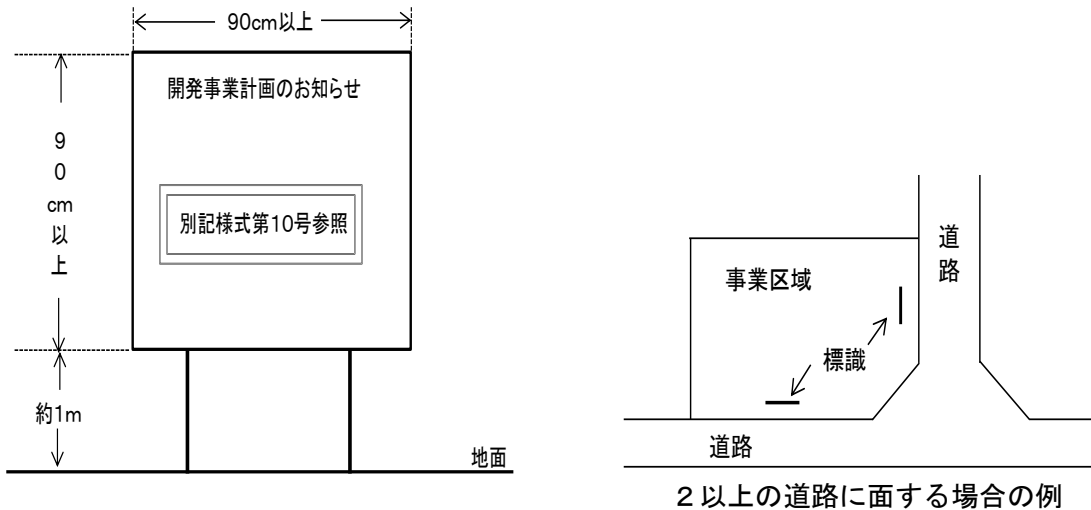 90cm以上
開発事業計画のお知らせ
90cm以上
別記様式第10号参照
約1m
地面
道路
事業区域
標識
道路
2以上の道路に面する場合の例